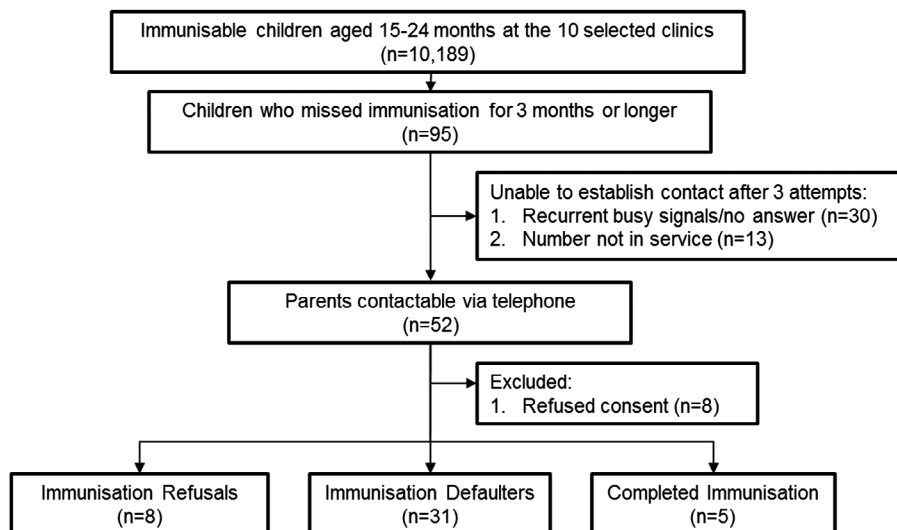 Immunisable children aged 15-24 months at the 10 selected clinics
(n=10,189)
Children who missed immunisation for 3 months or longer
(n=95)
Unable to establish contact after 3 attempts:
1. Recurrent busy signals/no answer (n=30)
2. Number not in service (n=13)
Parents contactable via telephone
(n=52)
Excluded:
1. Refused consent (n=8)
Immunisation Refusals
(n=8)
Immunisation Defaulters
(n=31)
Completed Immunisation
(n=5)